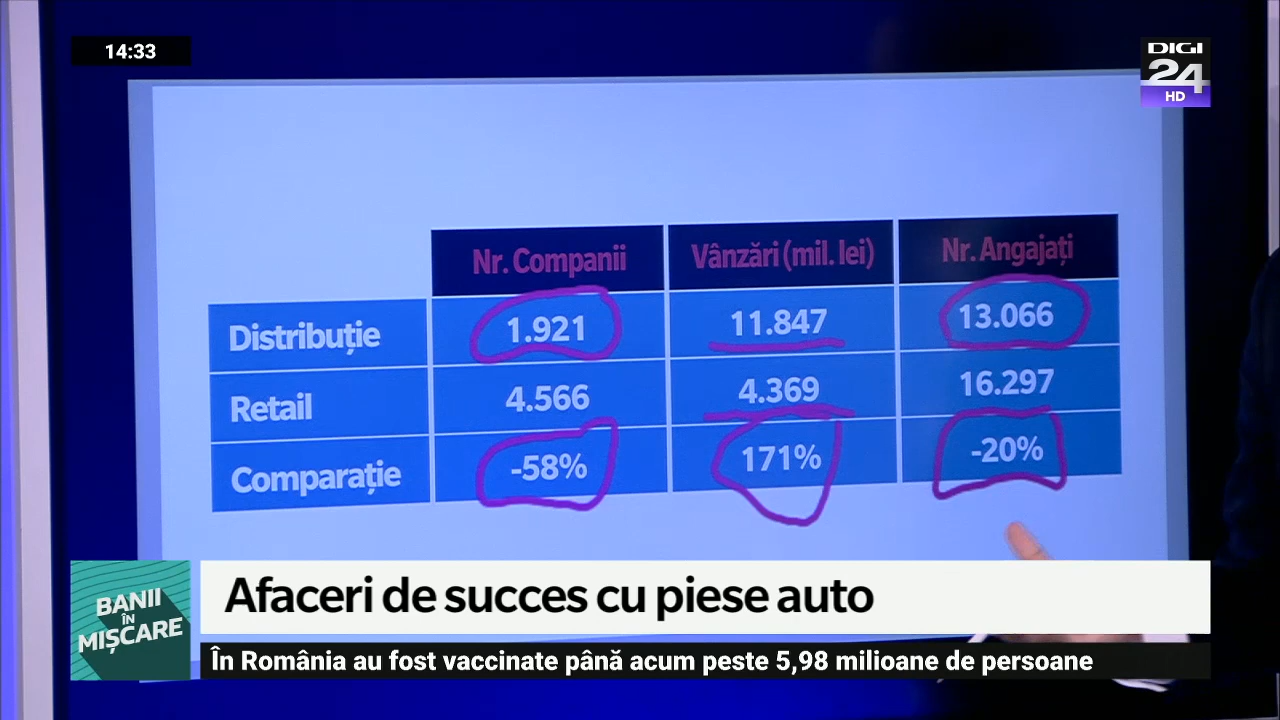 14:33
DIGI
24
HD
Nr. Companii Vânzări (mil. lei) Nr. Angajați
Distribuție 1.921 11.847 13.066
Retail 4.566 4.369 16.297
Comparație -58% 171% -20%
BANII
ÎN
MIȘCARE
Afaceri de succes cu piese auto
În România au fost vaccinate până acum peste 5,98 milioane de persoane